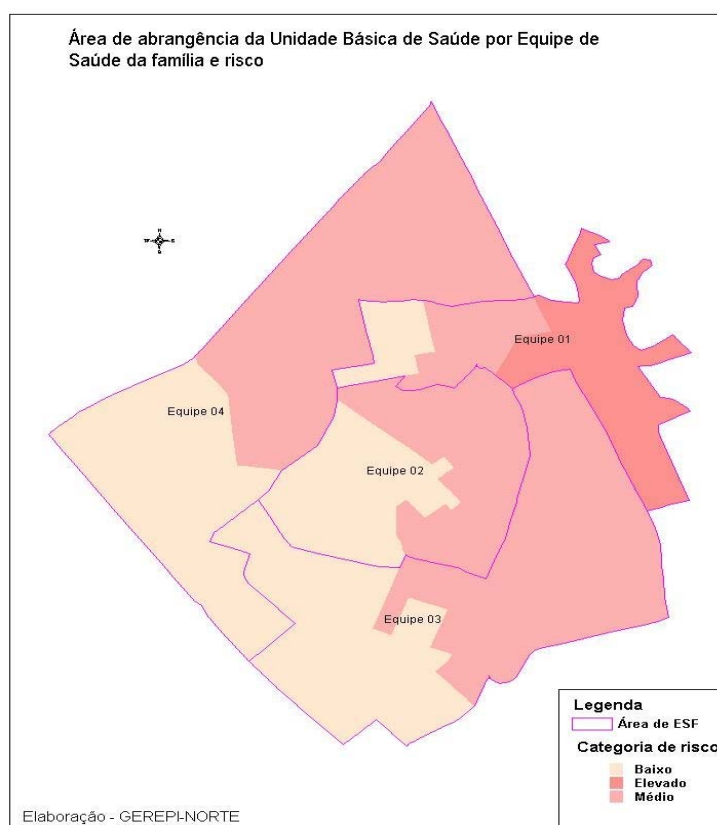 Área de abrangência da Unidade Básica de Saúde por Equipe de
Saúde da família e risco
Equipe 01
Equipe 04
Equipe 02
Equipe 03
Legenda
Área de ESF
Categoria de risco
Baixo
Elevado
Médio
Elaboração - GEREPI-NORTE